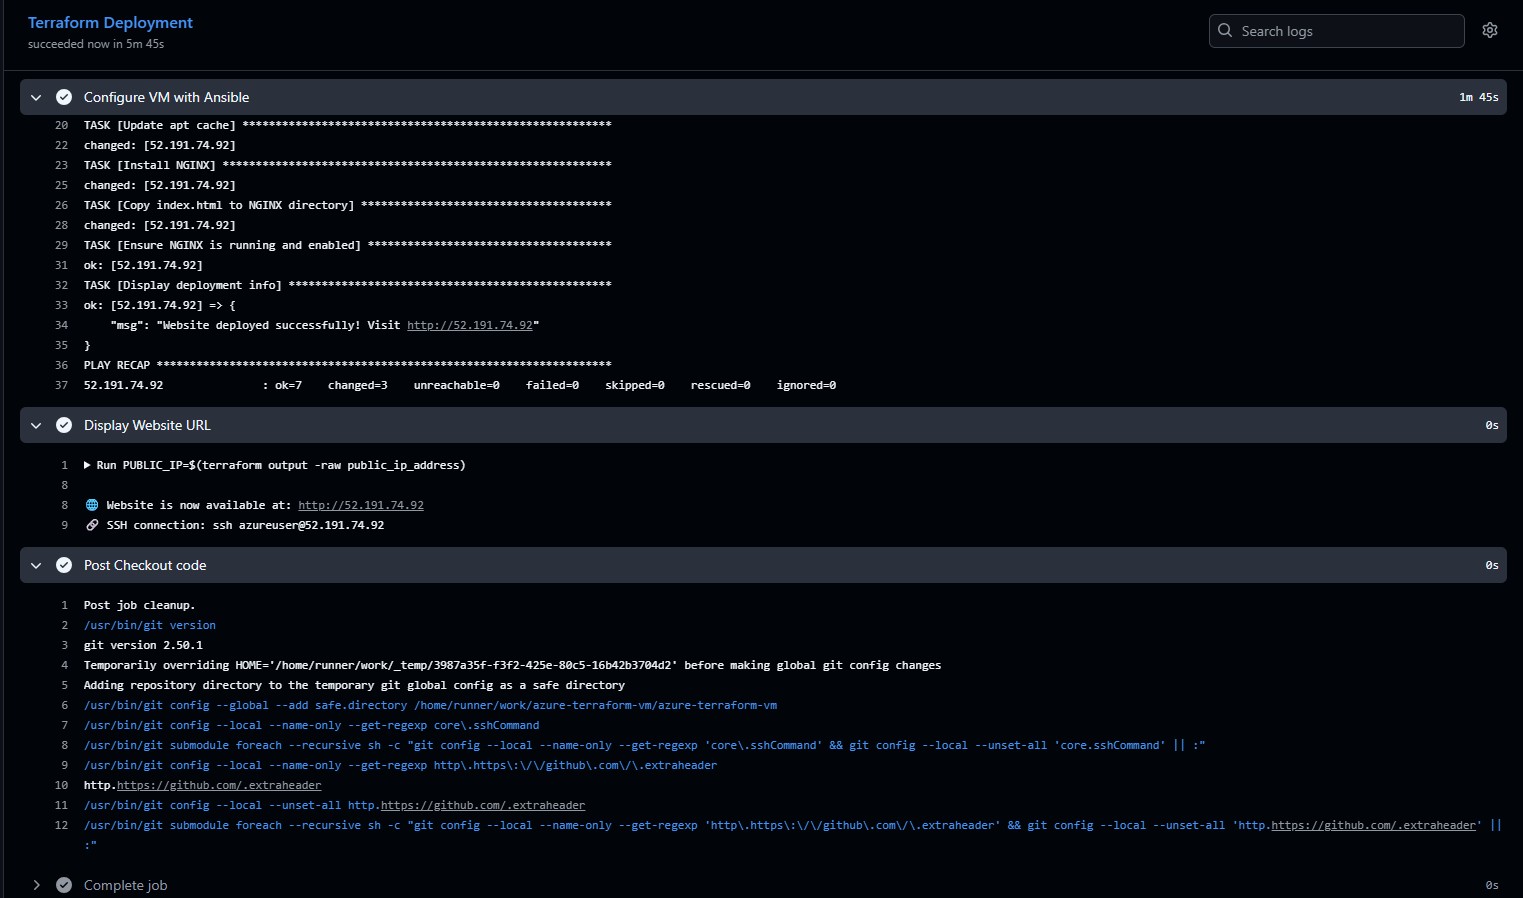 Terraform Deployment
succeeded now in 5m 45s
Search logs
Configure VM with Ansible 1m 45s
20 TASK [Update apt cache] ********************************************************
22 changed: [52.191.74.92]
23 TASK [Install NGINX] ***********************************************************
25 changed: [52.191.74.92]
26 TASK [Copy index.html to NGINX directory] **************************************
28 changed: [52.191.74.92]
29 TASK [Ensure NGINX is running and enabled] *************************************
31 ok: [52.191.74.92]
32 TASK [Display deployment info] *************************************************
33 ok: [52.191.74.92] => {
34 "msg": "Website deployed successfully! Visit http://52.191.74.92"
35 }
36 PLAY RECAP *********************************************************************
37 52.191.74.92 : ok=7 changed=3 unreachable=0 failed=0 skipped=0 rescued=0 ignored=0
Display Website URL 0s
1 ▶ Run PUBLIC_IP=$(terraform output -raw public_ip_address)
8
8 🌐 Website is now available at: http://52.191.74.92
9 🔗 SSH connection: ssh azureuser@52.191.74.92
Post Checkout code 0s
1 Post job cleanup.
2 /usr/bin/git version
3 git version 2.50.1
4 Temporarily overriding HOME='/home/runner/work/_temp/3987a35f-f3f2-425e-80c5-16b42b3704d2' before making global git config changes
5 Adding repository directory to the temporary git global config as a safe directory
6 /usr/bin/git config --global --add safe.directory /home/runner/work/azure-terraform-vm/azure-terraform-vm
7 /usr/bin/git config --local --name-only --get-regexp core\.sshCommand
8 /usr/bin/git submodule foreach --recursive sh -c "git config --local --name-only --get-regexp 'core\.sshCommand' && git config --local --unset-all 'core.sshCommand' || :"
9 /usr/bin/git config --local --name-only --get-regexp http\.https\:\/\/github\.com\/\.extraheader
10 http.https://github.com/.extraheader
11 /usr/bin/git config --local --unset-all http.https://github.com/.extraheader
12 /usr/bin/git submodule foreach --recursive sh -c "git config --local --name-only --get-regexp 'http\.https\:\/\/github\.com\/\.extraheader' && git config --local --unset-all 'http.https://github.com/.extraheader' ||
:"
Complete job 0s